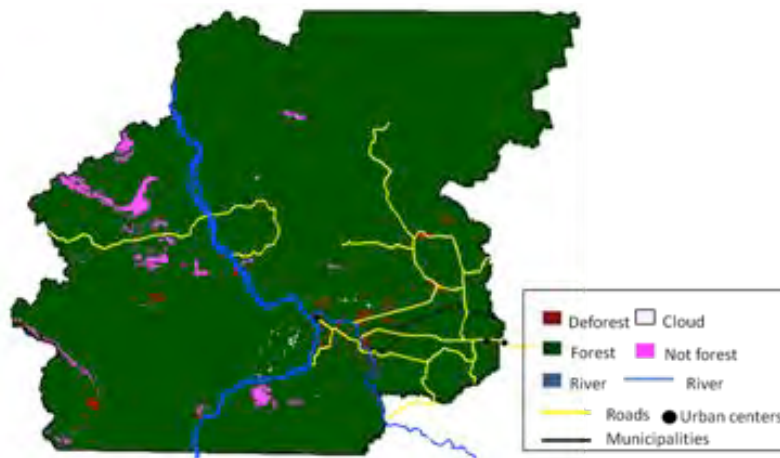 Deforest Cloud
Forest Not forest
River River
Roads Urban centers
Municipalities